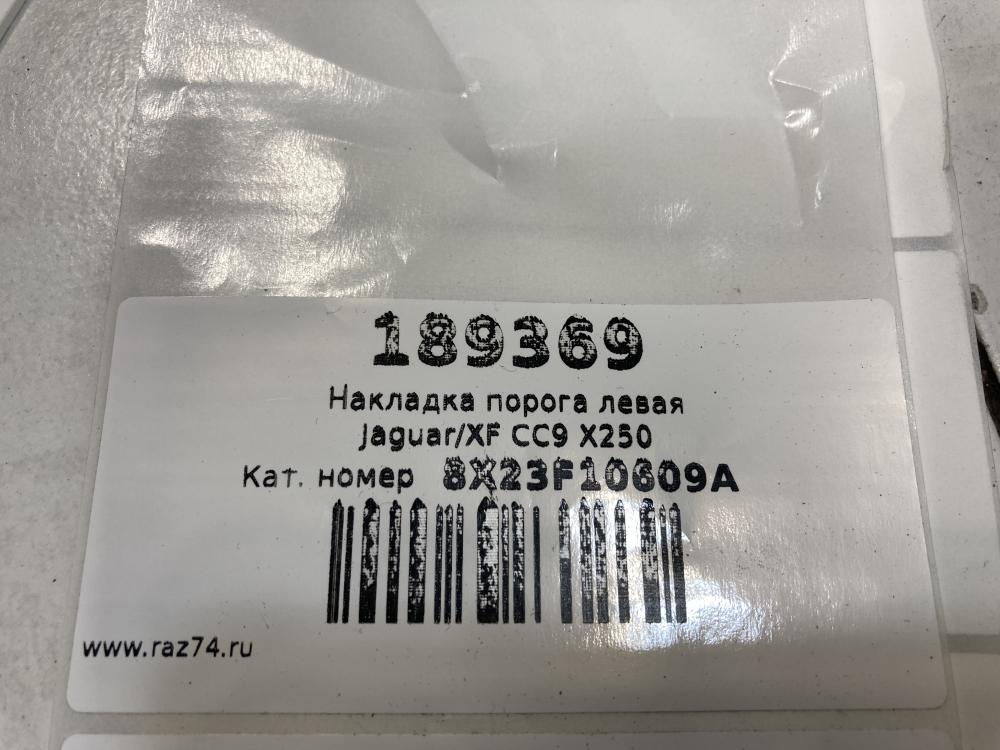 189369
Накладка порога левая
Jaguar/XF CC9 X250
Кат. номер 8X23F10609A
www.raz74.ru